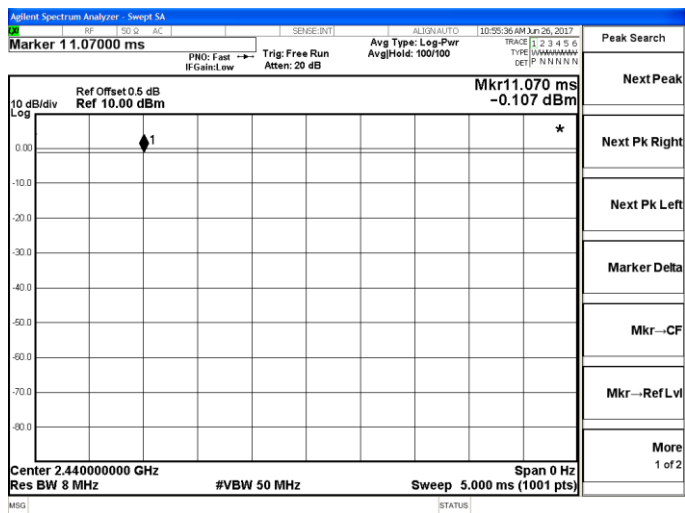 Agilent Spectrum Analyzer - Swept SA
LXI RF 50 Ω AC SENSE:INT ALIGN AUTO 10:55:36 AM Jun 26, 2017
Marker 1 1.07000 ms
PNO: Fast
IFGain:Low
Trig: Free Run
Atten: 20 dB
Avg Type: Log-Pwr
Avg|Hold: 100/100
TRACE 1 2 3 4 5 6
TYPE
DET P N N N N N
Peak Search
Ref Offset 0.5 dB
10 dB/div Ref 10.00 dBm
Log
Mkr1 1.070 ms
-0.107 dBm
1
*
0.00
-10.0
-20.0
-30.0
-40.0
-50.0
-60.0
-70.0
-80.0
Next Peak
Next Pk Right
Next Pk Left
Marker Delta
Mkr→CF
Mkr→Ref Lvl
More
1 of 2
Center 2.440000000 GHz Span 0 Hz
Res BW 8 MHz #VBW 50 MHz Sweep 5.000 ms (1001 pts)
MSG STATUS